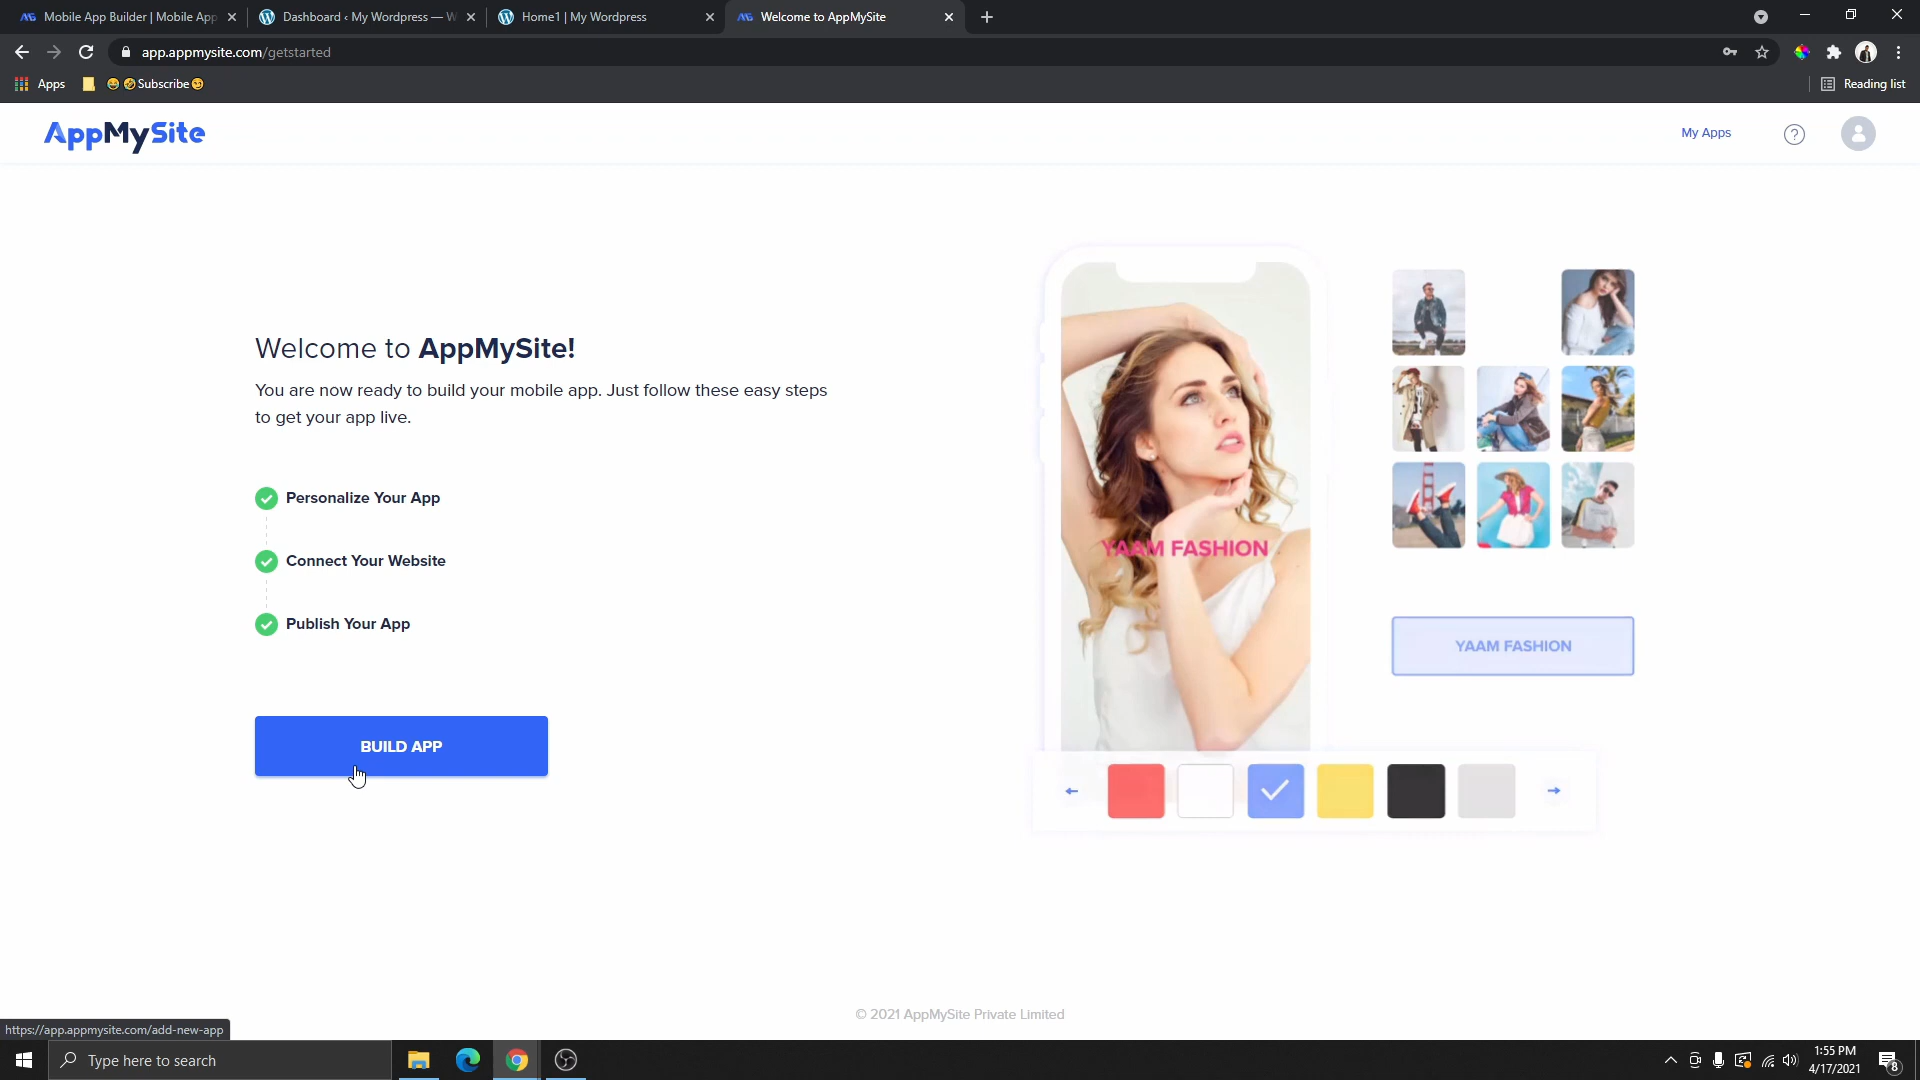 Mobile App Builder | Mobile App
Dashboard ‹ My Wordpress — W
Home1 | My Wordpress
Welcome to AppMySite
app.appmysite.com/getstarted
Apps
Subscribe
Reading list
AppMySite
My Apps
?
Welcome to AppMySite!
You are now ready to build your mobile app. Just follow these easy steps
to get your app live.
Personalize Your App
Connect Your Website
Publish Your App
BUILD APP
YAAM FASHION
YAAM FASHION
© 2021 AppMySite Private Limited
https://app.appmysite.com/add-new-app
Type here to search
1:55 PM
4/17/2021
8